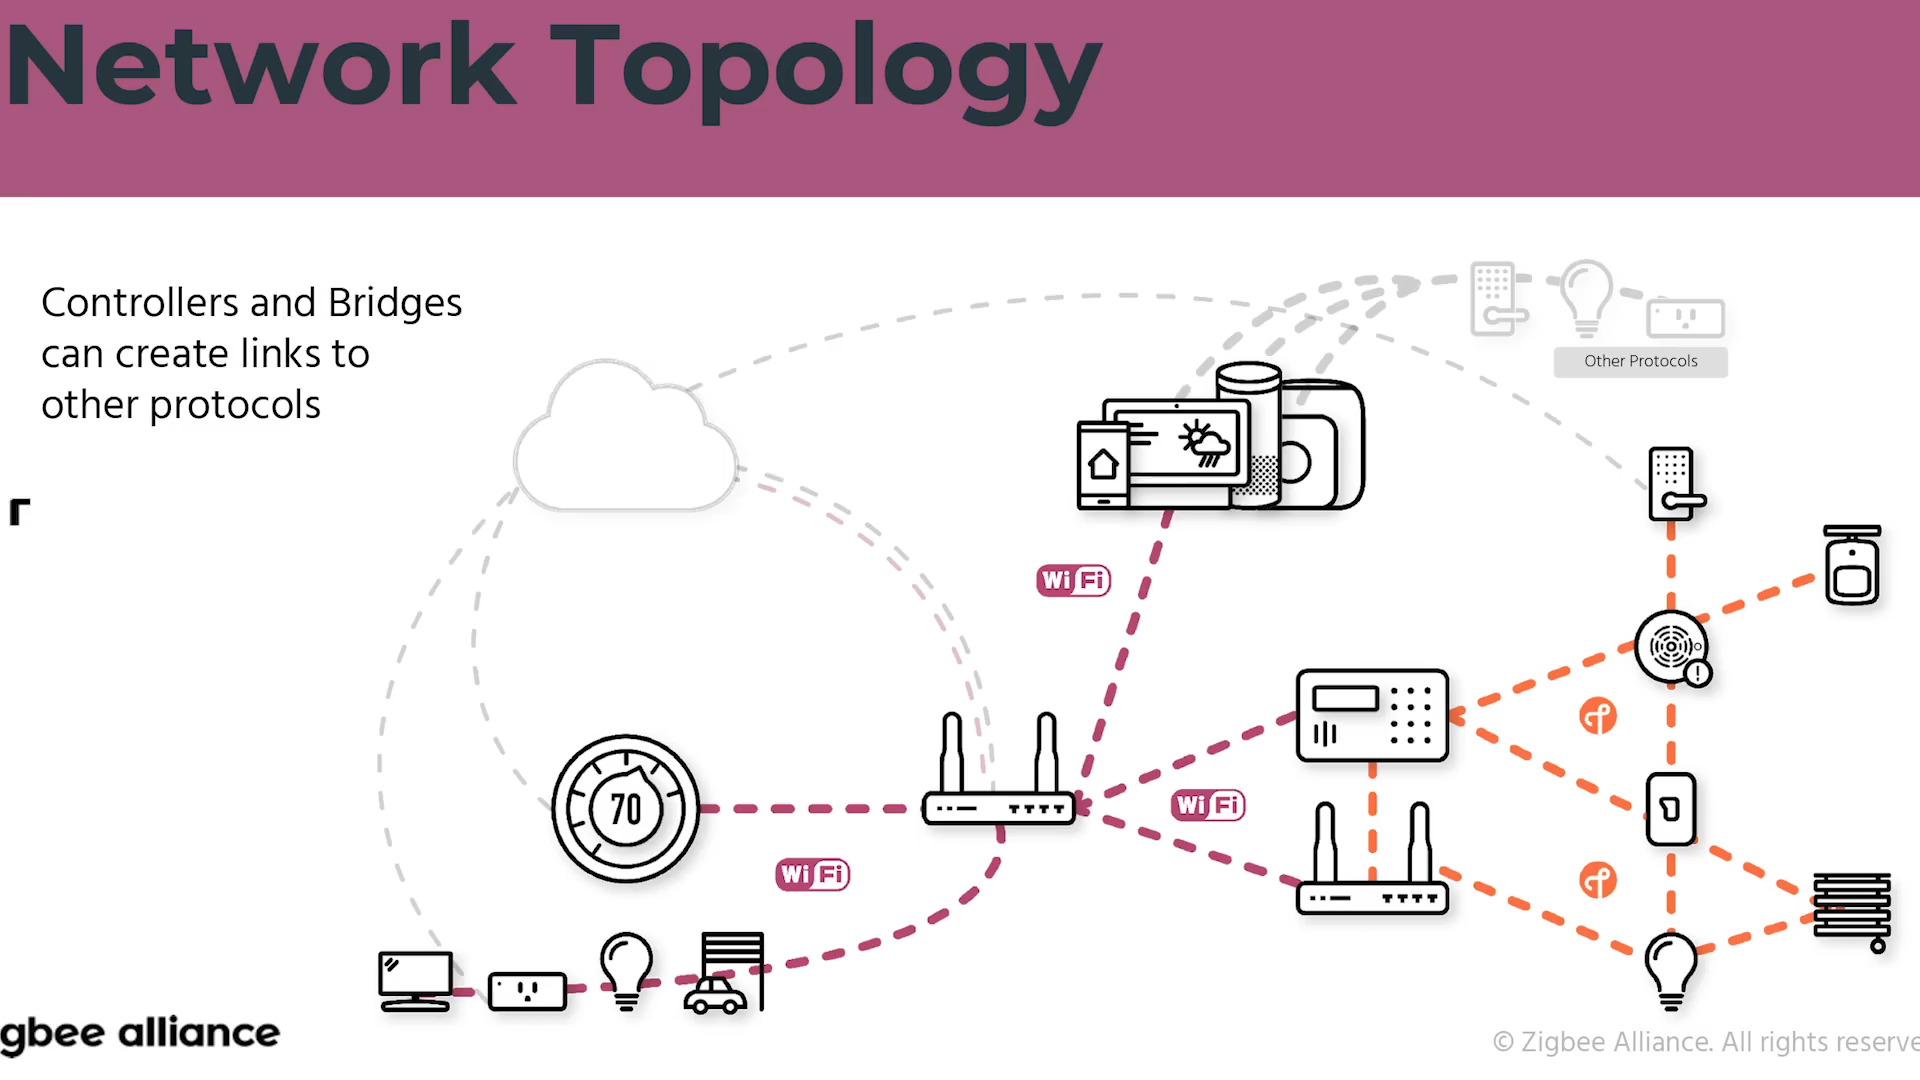 Network Topology
Controllers and Bridges
can create links to
other protocols
Other Protocols
r
Wi Fi
70
Wi Fi
Wi Fi
gbee alliance
© Zigbee Alliance. All rights reserve